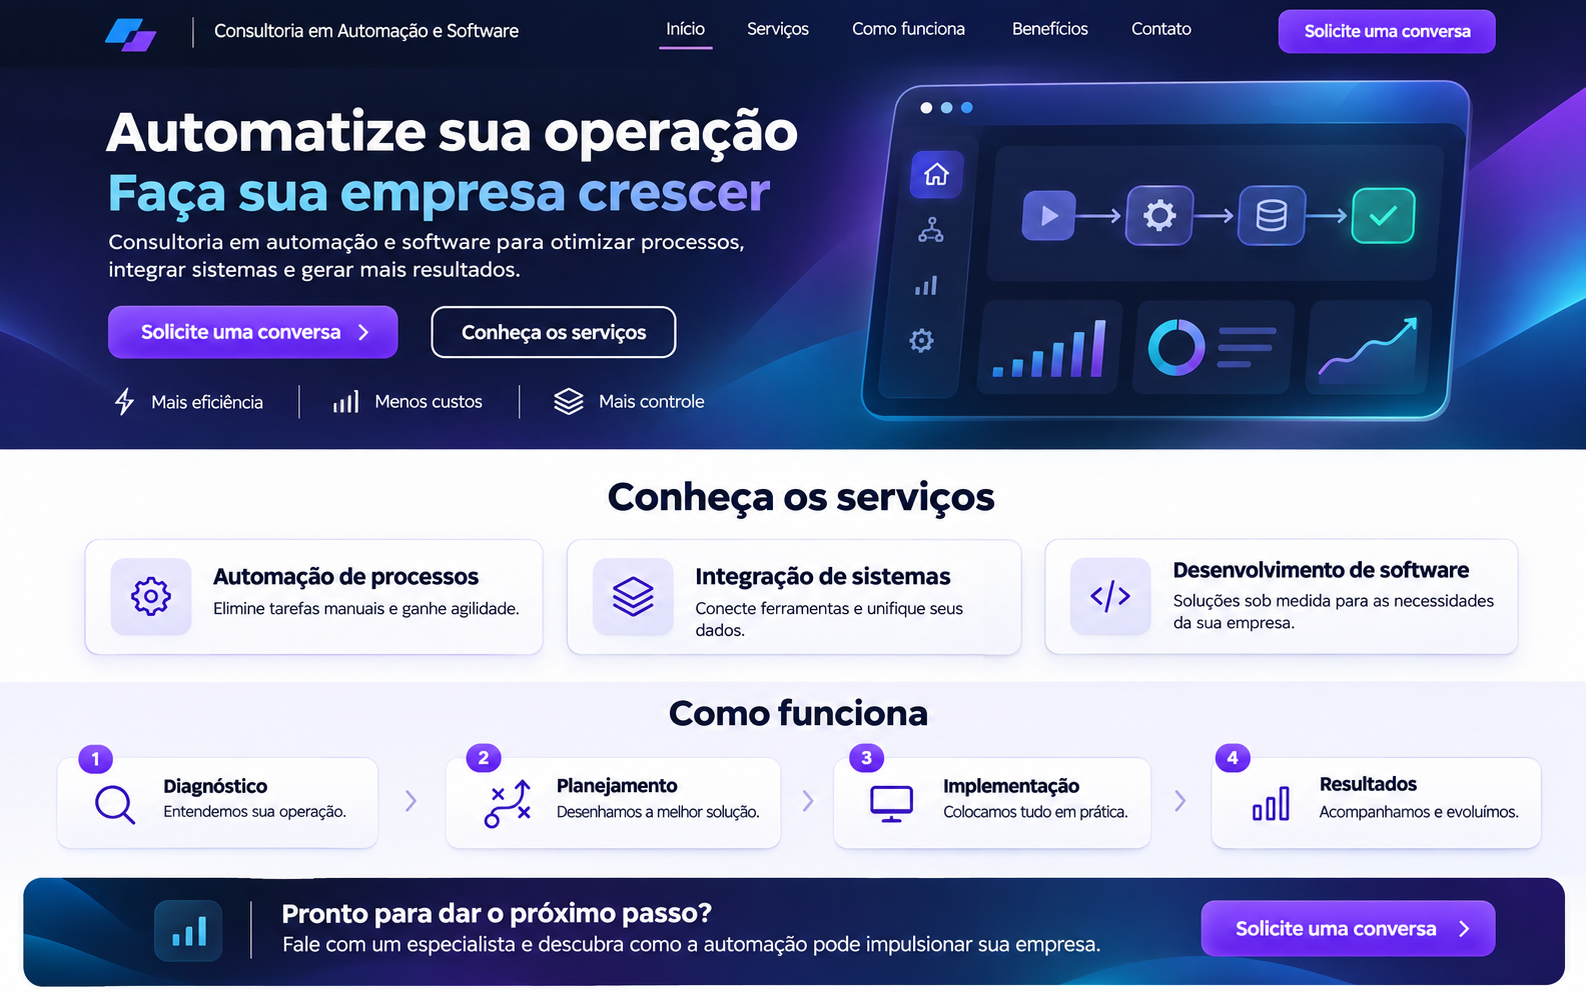 Consultoria em Automação e Software
Início
Serviços
Como funciona
Benefícios
Contato
Solicite uma conversa
Automatize sua operação
Faça sua empresa crescer
Consultoria em automação e software para otimizar processos,
integrar sistemas e gerar mais resultados.
Solicite uma conversa
Conheça os serviços
Mais eficiência
Menos custos
Mais controle
Conheça os serviços
Automação de processos
Elimine tarefas manuais e ganhe agilidade.
Integração de sistemas
Conecte ferramentas e unifique seus
dados.
Desenvolvimento de software
Soluções sob medida para as necessidades
da sua empresa.
Como funciona
1
Diagnóstico
Entendemos sua operação.
2
Planejamento
Desenhamos a melhor solução.
3
Implementação
Colocamos tudo em prática.
4
Resultados
Acompanhamos e evoluímos.
Pronto para dar o próximo passo?
Fale com um especialista e descubra como a automação pode impulsionar sua empresa.
Solicite uma conversa